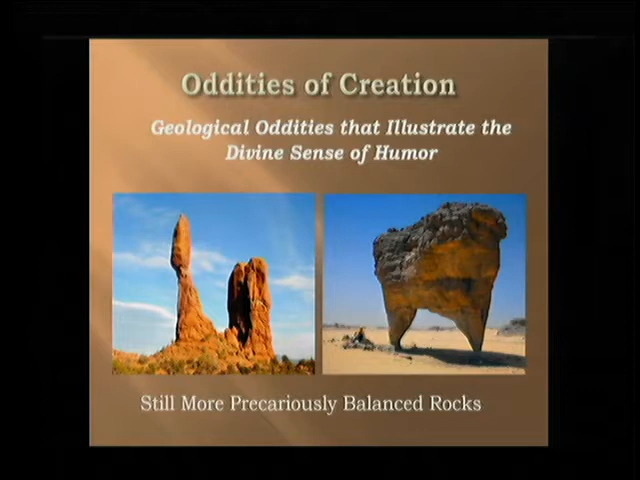 Oddities of Creation
Geological Oddities that Illustrate the
Divine Sense of Humor
Still More Precariously Balanced Rocks